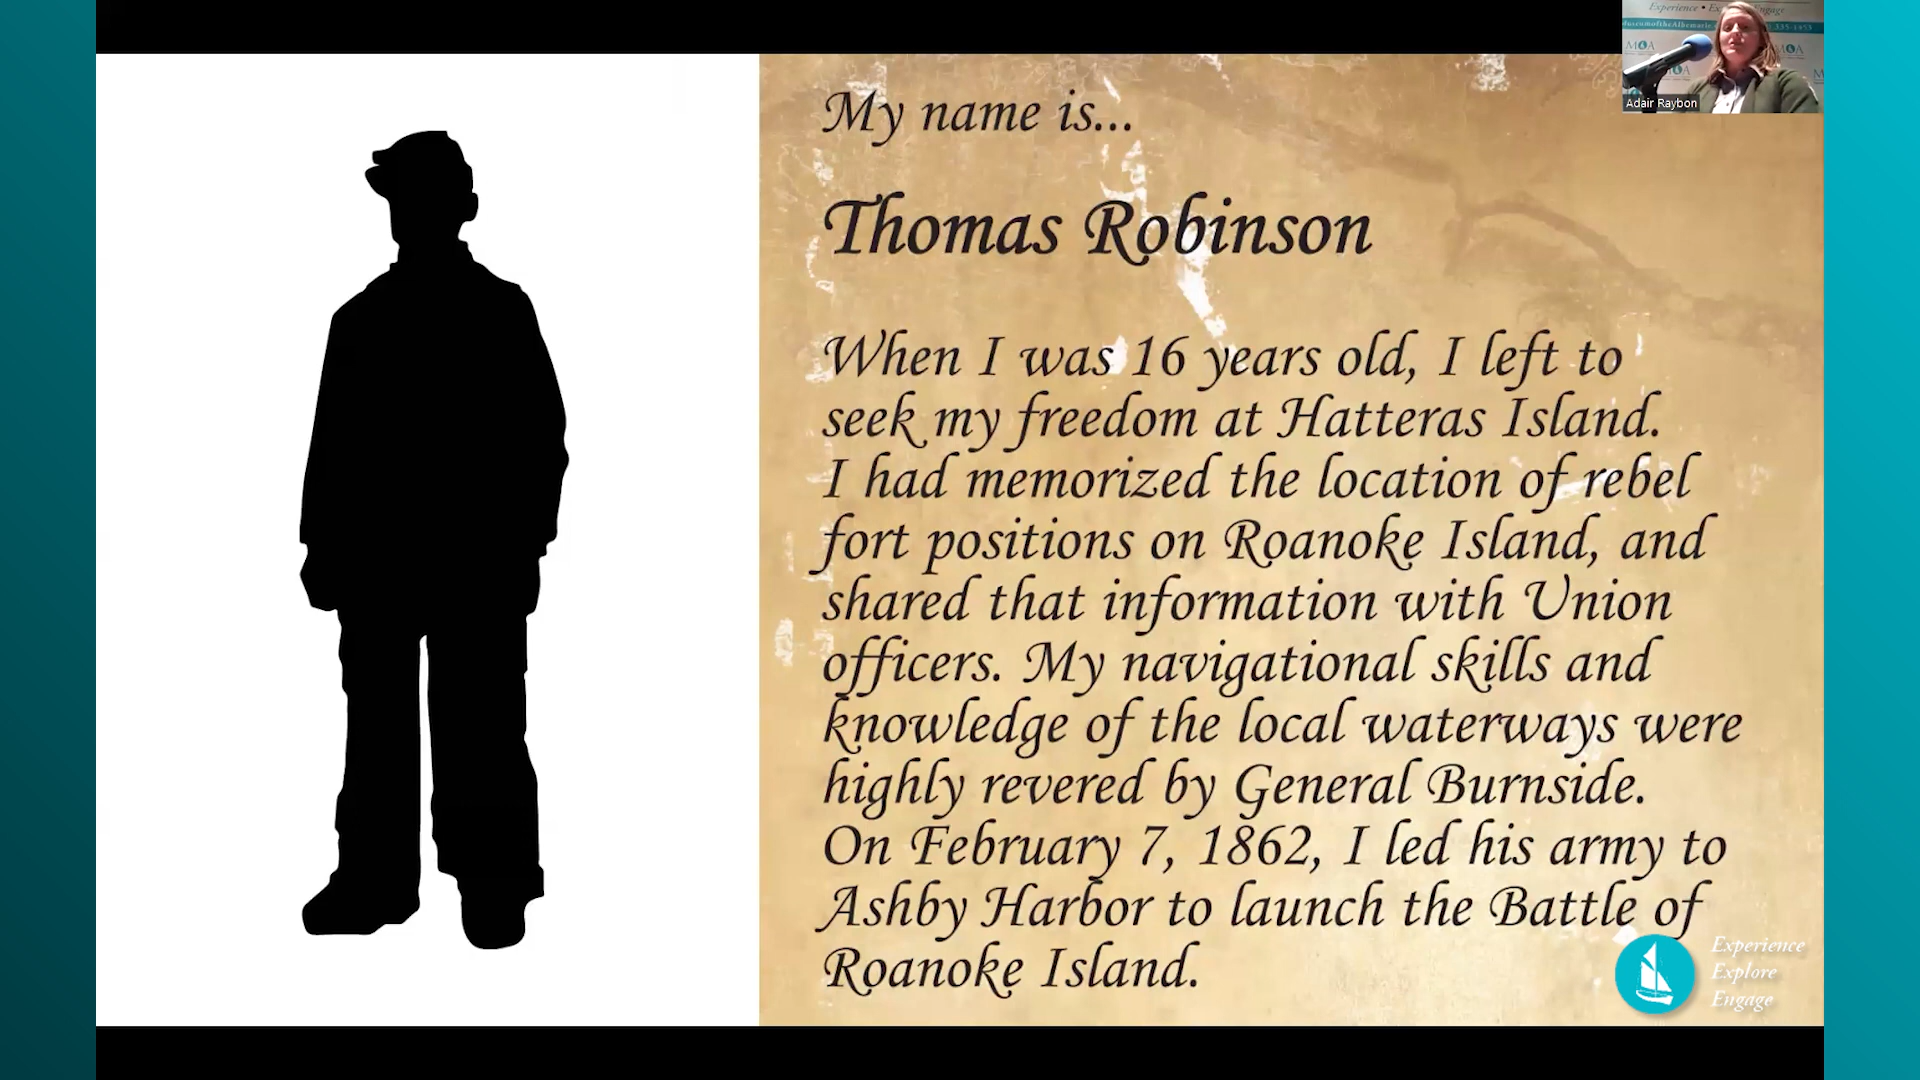 My name is...
Thomas Robinson
When I was 16 years old, I left to
seek my freedom at Hatteras Island.
I had memorized the location of rebel
fort positions on Roanoke Island, and
shared that information with Union
officers. My navigational skills and
knowledge of the local waterways were
highly revered by General Burnside.
On February 7, 1862, I led his army to
Ashby Harbor to launch the Battle of
Roanoke Island.
Experience
Explore
Engage
Adair Raybon